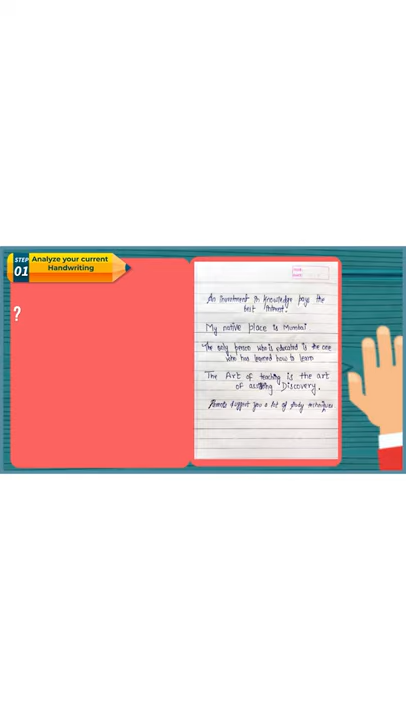 STEP
01
Analyze your current
Handwriting
?
An Investment in knowledge pays the
best Interest.
My native place is Mumbai
The only person who is educated is the one
who has learned how to learn
The Art of teaching is the art
of assisting Discovery.
support you a lot of study techniques